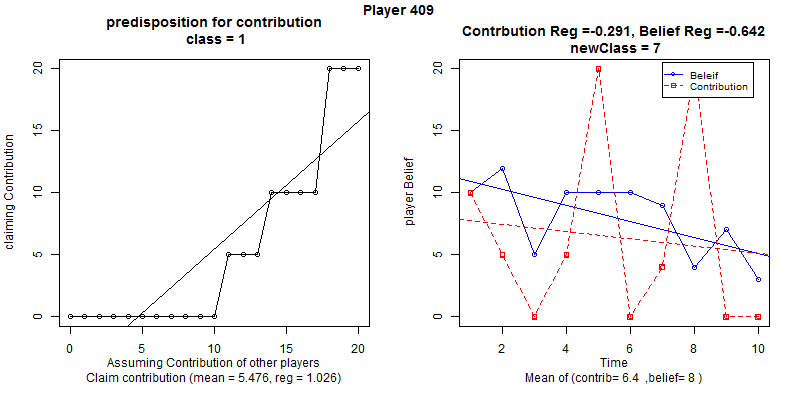 Player 409
predisposition for contribution
class = 1
claiming Contribution
20
15
10
5
0
0 5 10 15 20
Assuming Contribution of other players
Claim contribution (mean = 5.476, reg = 1.026)
Contrbution Reg =-0.291, Belief Reg =-0.642
newClass = 7
player Belief
20
15
10
5
0
Beleif
Contribution
2 4 6 8 10
Time
Mean of (contrib= 6.4 ,belief= 8 )